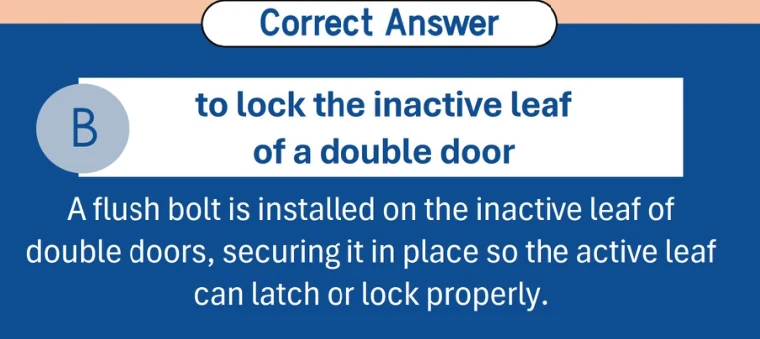 Correct Answer
B
to lock the inactive leaf
of a double door
A flush bolt is installed on the inactive leaf of
double doors, securing it in place so the active leaf
can latch or lock properly.